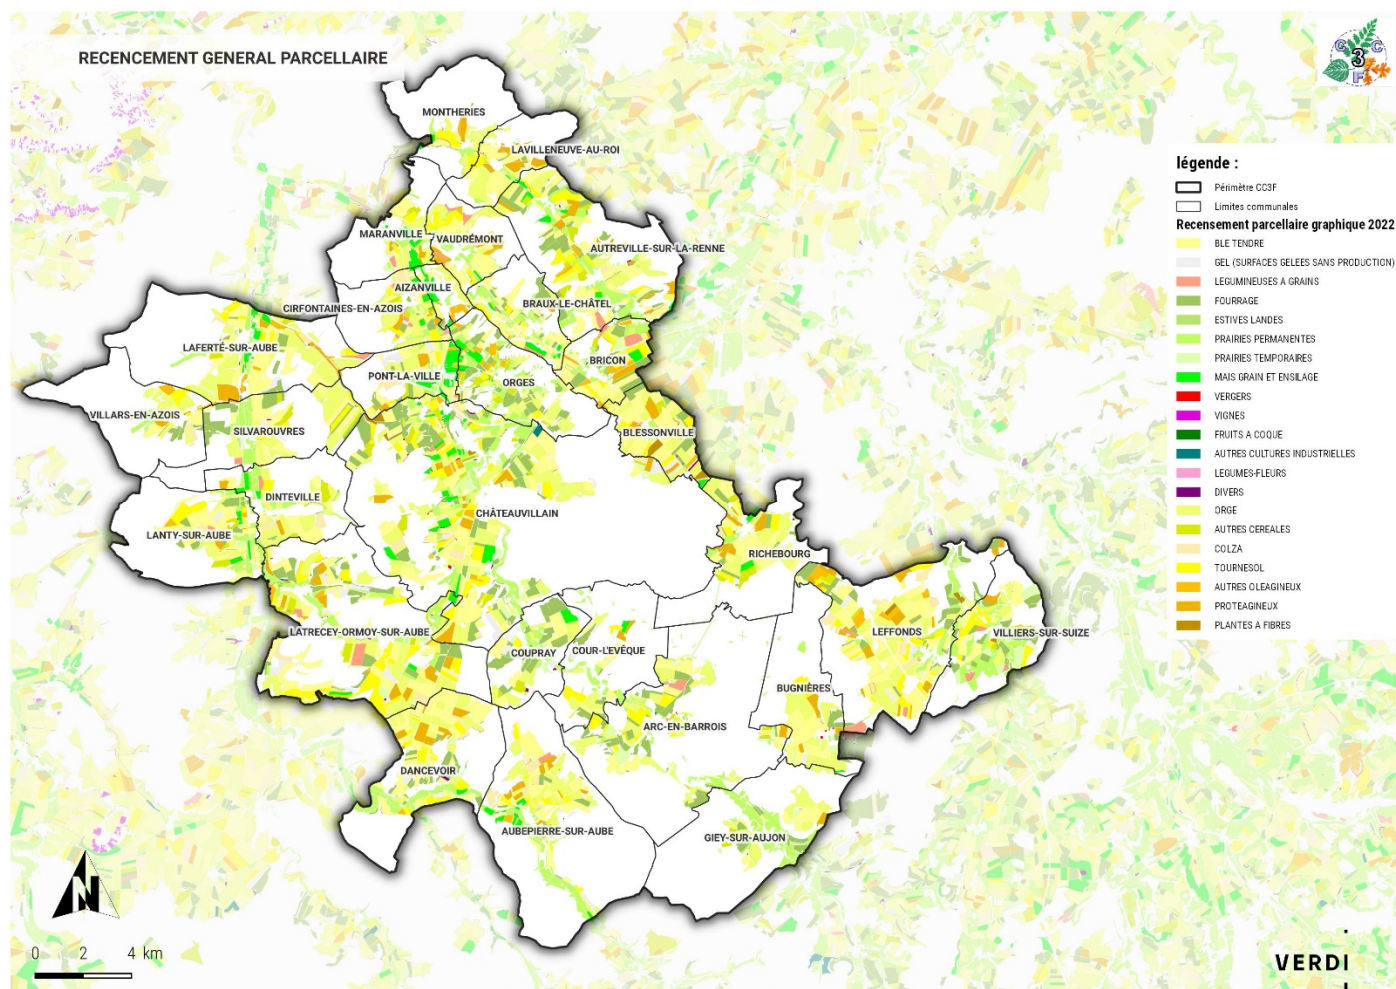 RECENCEMENT GENERAL PARCELLAIRE
C 3 C
F
MONTHERIES
LAVILLENEUVE-AU-ROI
légende :
Périmètre CC3F
Limites communales
Recensement parcellaire graphique 2022
BLE TENDRE
GEL (SURFACES GELEES SANS PRODUCTION)
LEGUMINEUSES A GRAINS
FOURRAGE
ESTIVES LANDES
PRAIRIES PERMANENTES
PRAIRIES TEMPORAIRES
MAIS GRAIN ET ENSILAGE
VERGERS
VIGNES
FRUITS A COQUE
AUTRES CULTURES INDUSTRIELLES
LEGUMES-FLEURS
DIVERS
ORGE
AUTRES CEREALES
COLZA
TOURNESOL
AUTRES OLEAGINEUX
PROTEAGINEUX
PLANTES A FIBRES
MARANVILLE
VAUDRÉMONT
AUTREVILLE-SUR-LA-RENNE
AIZANVILLE
CIRFONTAINES-EN-AZOIS
BRAUX-LE-CHÂTEL
LAFERTÉ-SUR-AUBE
BRICON
PONT-LA-VILLE
ORGES
VILLARS-EN-AZOIS
SILVAROUVRES
BLESSONVILLE
DINTEVILLE
CHÂTEAUVILLAIN
LANTY-SUR-AUBE
RICHEBOURG
LATRECEY-ORMOY-SUR-AUBE
LEFFONDS
VILLIERS-SUR-SUIZE
COUPRAY
COUR-L'EVÊQUE
BUGNIÈRES
ARC-EN-BARROIS
DANCEVOIR
AUBEPIERRE-SUR-AUBE
GIEY-SUR-AUJON
N
0 2 4 km
VERDI